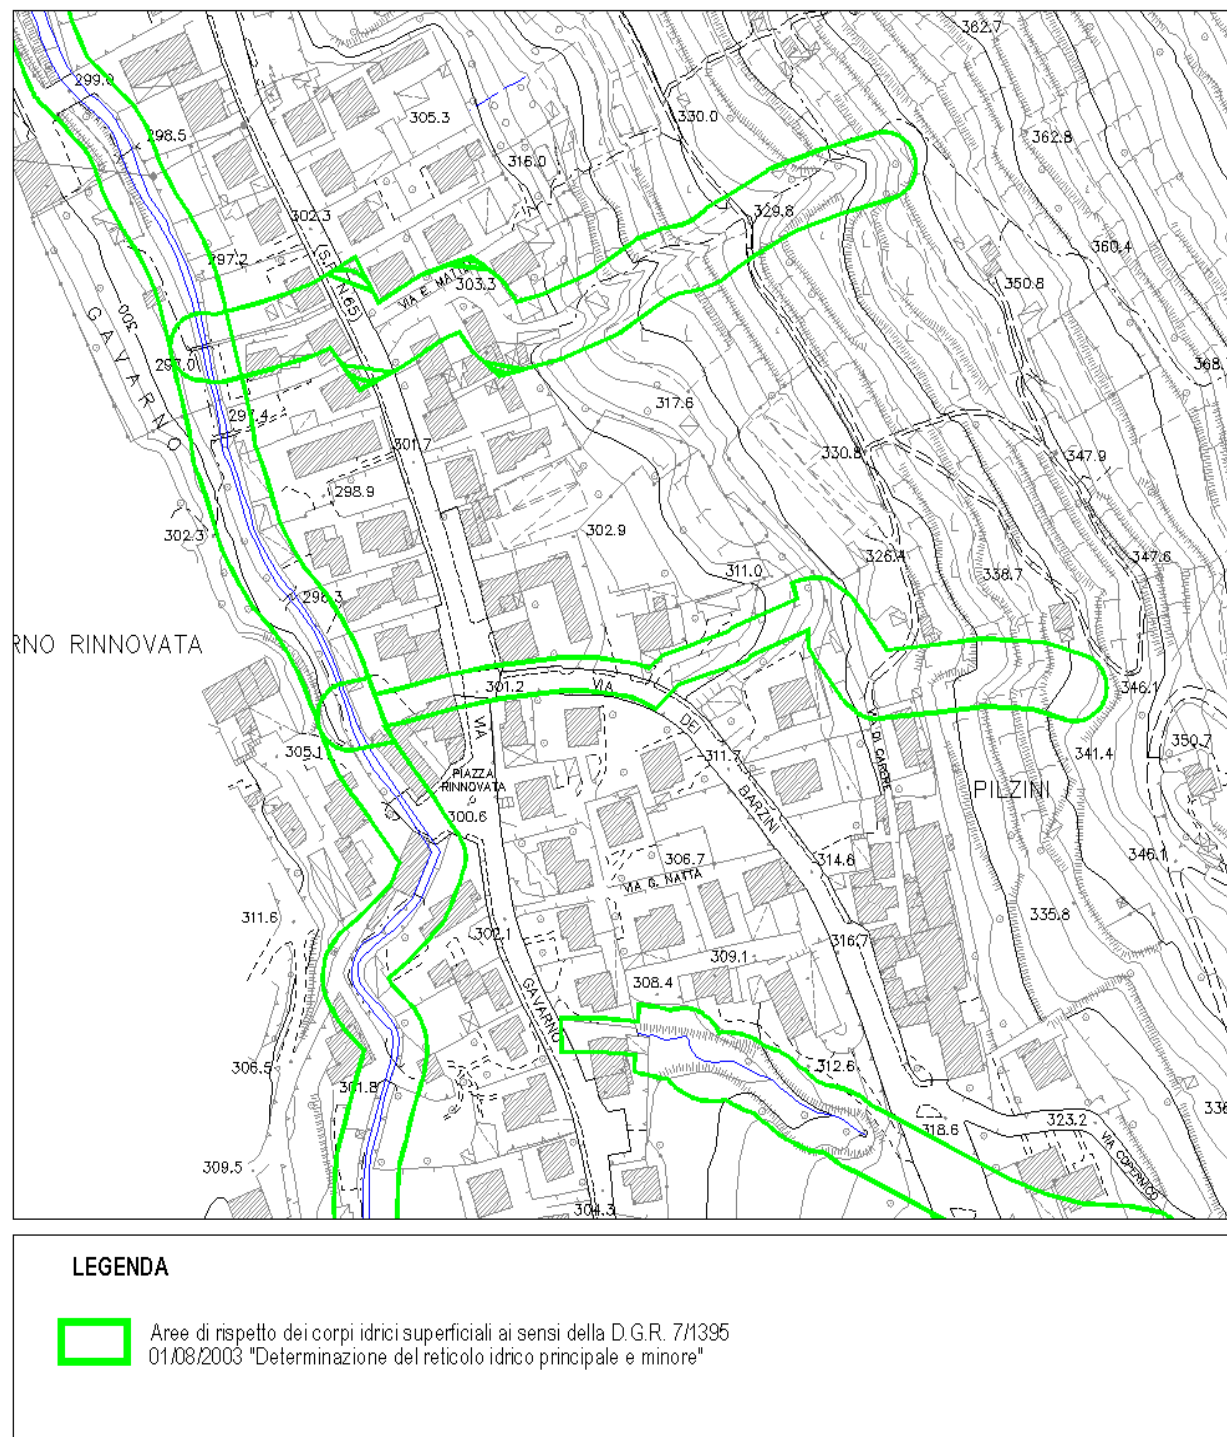 362.7
299.0
305.3
330.0
298.5
362.8
316.0
302.3
329.8
360.4
297.2
(S.P. N.65)
VIA E. MATTEI
303.3
350.8
GAVARNO
300
297.0
368.
297.4
317.6
301.7
330.8
347.9
298.9
302.3
302.9
326.4
347.6
311.0
338.7
298.3
RNO RINNOVATA
301.2
VIA
DEI
BARZINI
346.1
VIA
305.1
311.7
VIA DI CARERE
341.4
350.7
PIAZZA
RINNOVATA
PILZINI
300.6
306.7
314.6
346.1
VIA G. NATTA
311.6
335.8
302.1
316.7
309.1
308.4
GAVARNO
306.5
312.6
301.8
318.6
323.2
VIA COPERNICO
309.5
304.3
LEGENDA
Aree di rispetto dei corpi idrici superficiali ai sensi della D.G.R. 7/1395
01/08/2003 "Determinazione del reticolo idrico principale e minore"